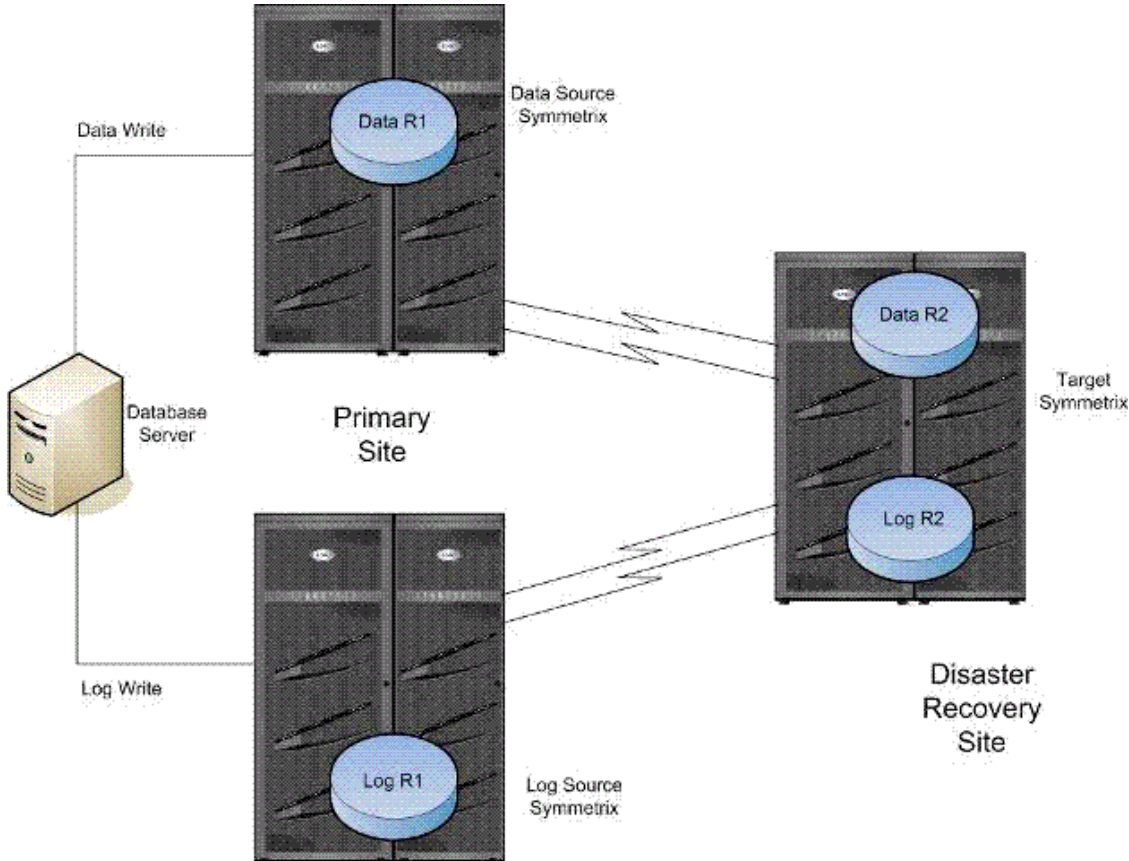 Data Write
Data R1
Data Source
Symmetrix
Database
Server
Primary
Site
Data R2
Target
Symmetrix
Log R2
Log Write
Log R1
Log Source
Symmetrix
Disaster
Recovery
Site